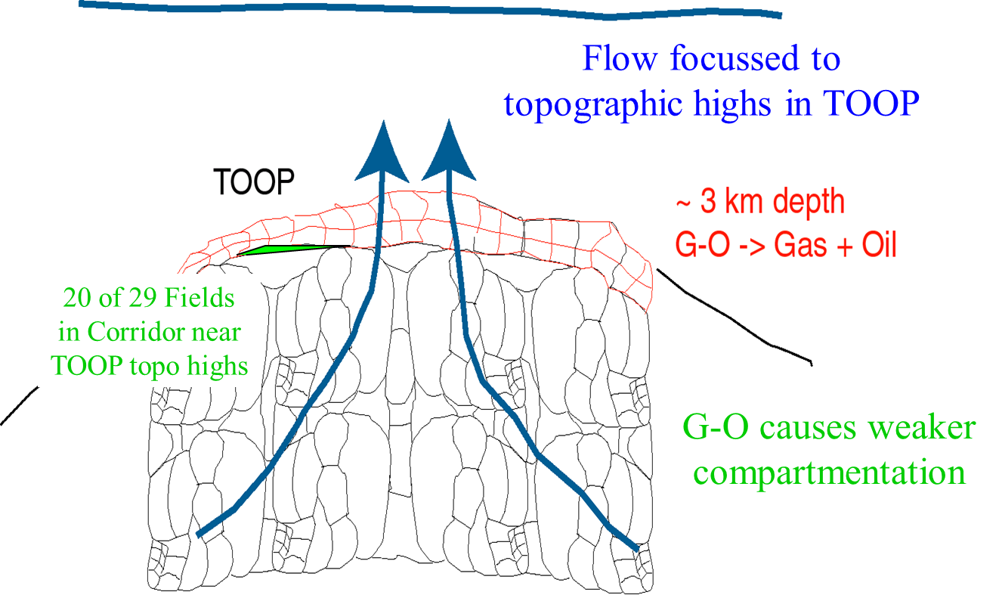 Flow focussed to
topographic highs in TOOP
TOOP
~ 3 km depth
G-O -> Gas + Oil
20 of 29 Fields
in Corridor near
TOOP topo highs
G-O causes weaker
compartmentation